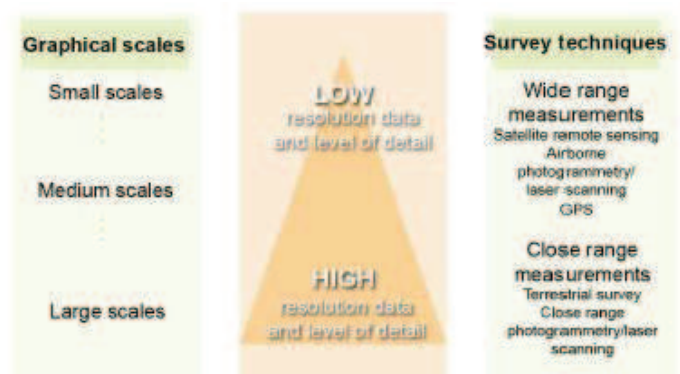 Graphical scales
Small scales
Medium scales
Large scales
LOW
resolution data
and level of detail
HIGH
resolution data
and level of detail
Survey techniques
Wide range
measurements
Satellite remote sensing
Airborne
photogrammetry/
laser scanning
GPS
Close range
measurements
Terrestrial survey
Close range
photogrammetry/laser
scanning